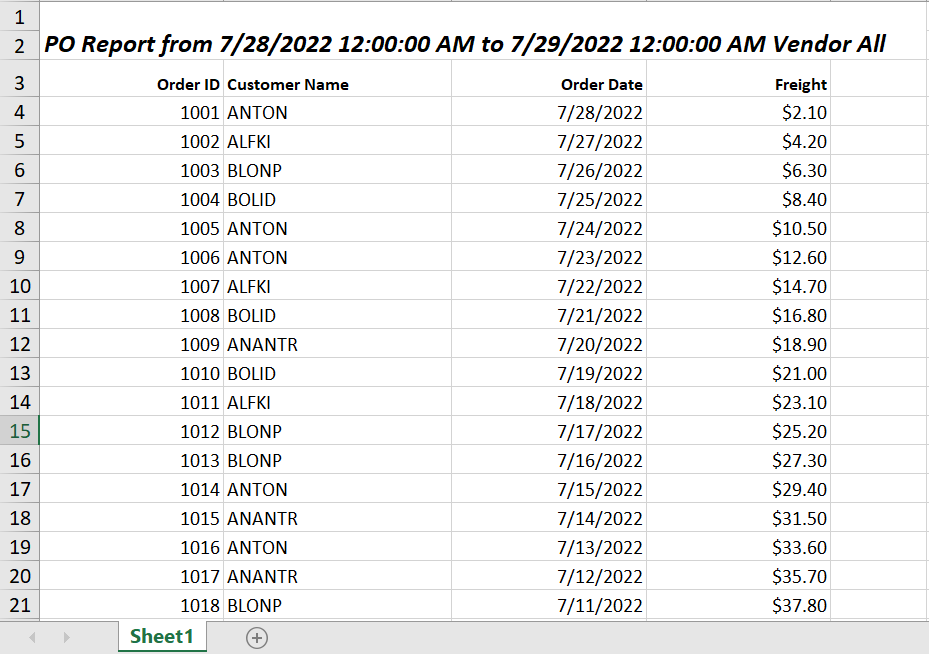 1
2 PO Report from 7/28/2022 12:00:00 AM to 7/29/2022 12:00:00 AM Vendor All
3 Order ID Customer Name Order Date Freight
4 1001 ANTON 7/28/2022 $2.10
5 1002 ALFKI 7/27/2022 $4.20
6 1003 BLONP 7/26/2022 $6.30
7 1004 BOLID 7/25/2022 $8.40
8 1005 ANTON 7/24/2022 $10.50
9 1006 ANTON 7/23/2022 $12.60
10 1007 ALFKI 7/22/2022 $14.70
11 1008 BOLID 7/21/2022 $16.80
12 1009 ANANTR 7/20/2022 $18.90
13 1010 BOLID 7/19/2022 $21.00
14 1011 ALFKI 7/18/2022 $23.10
15 1012 BLONP 7/17/2022 $25.20
16 1013 BLONP 7/16/2022 $27.30
17 1014 ANTON 7/15/2022 $29.40
18 1015 ANANTR 7/14/2022 $31.50
19 1016 ANTON 7/13/2022 $33.60
20 1017 ANANTR 7/12/2022 $35.70
21 1018 BLONP 7/11/2022 $37.80
Sheet1